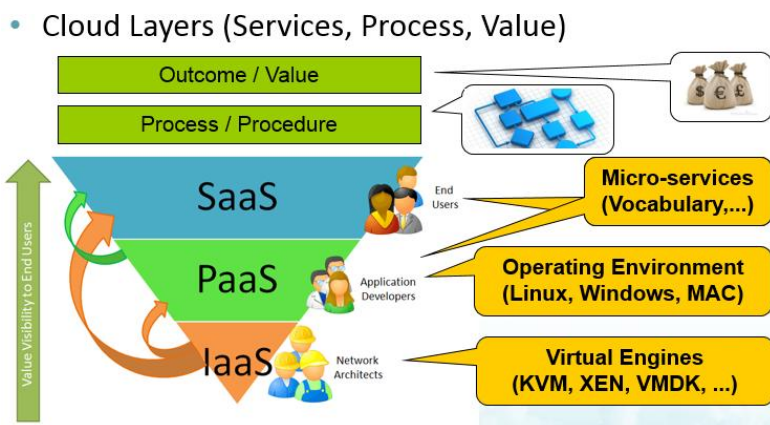 • Cloud Layers (Services, Process, Value)
Outcome / Value
$ € £
Process / Procedure
Value Visibility to End Users
SaaS
End
Users
Micro-services
(Vocabulary,...)
PaaS
Application
Developers
Operating Environment
(Linux, Windows, MAC)
IaaS
Network
Architects
Virtual Engines
(KVM, XEN, VMDK, ...)